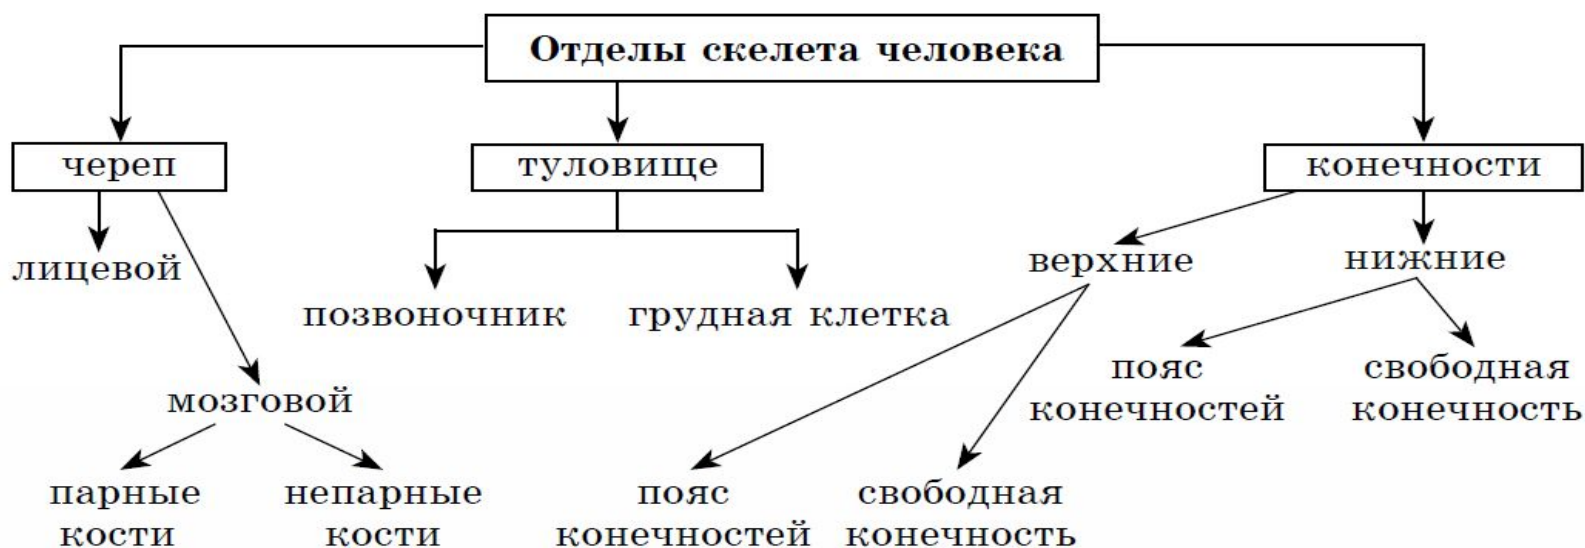 Отделы скелета человека
череп
туловище
конечности
лицевой
позвоночник
грудная клетка
верхние
нижние
мозговой
пояс
конечностей
свободная
конечность
парные
кости
непарные
кости
пояс
конечностей
свободная
конечность